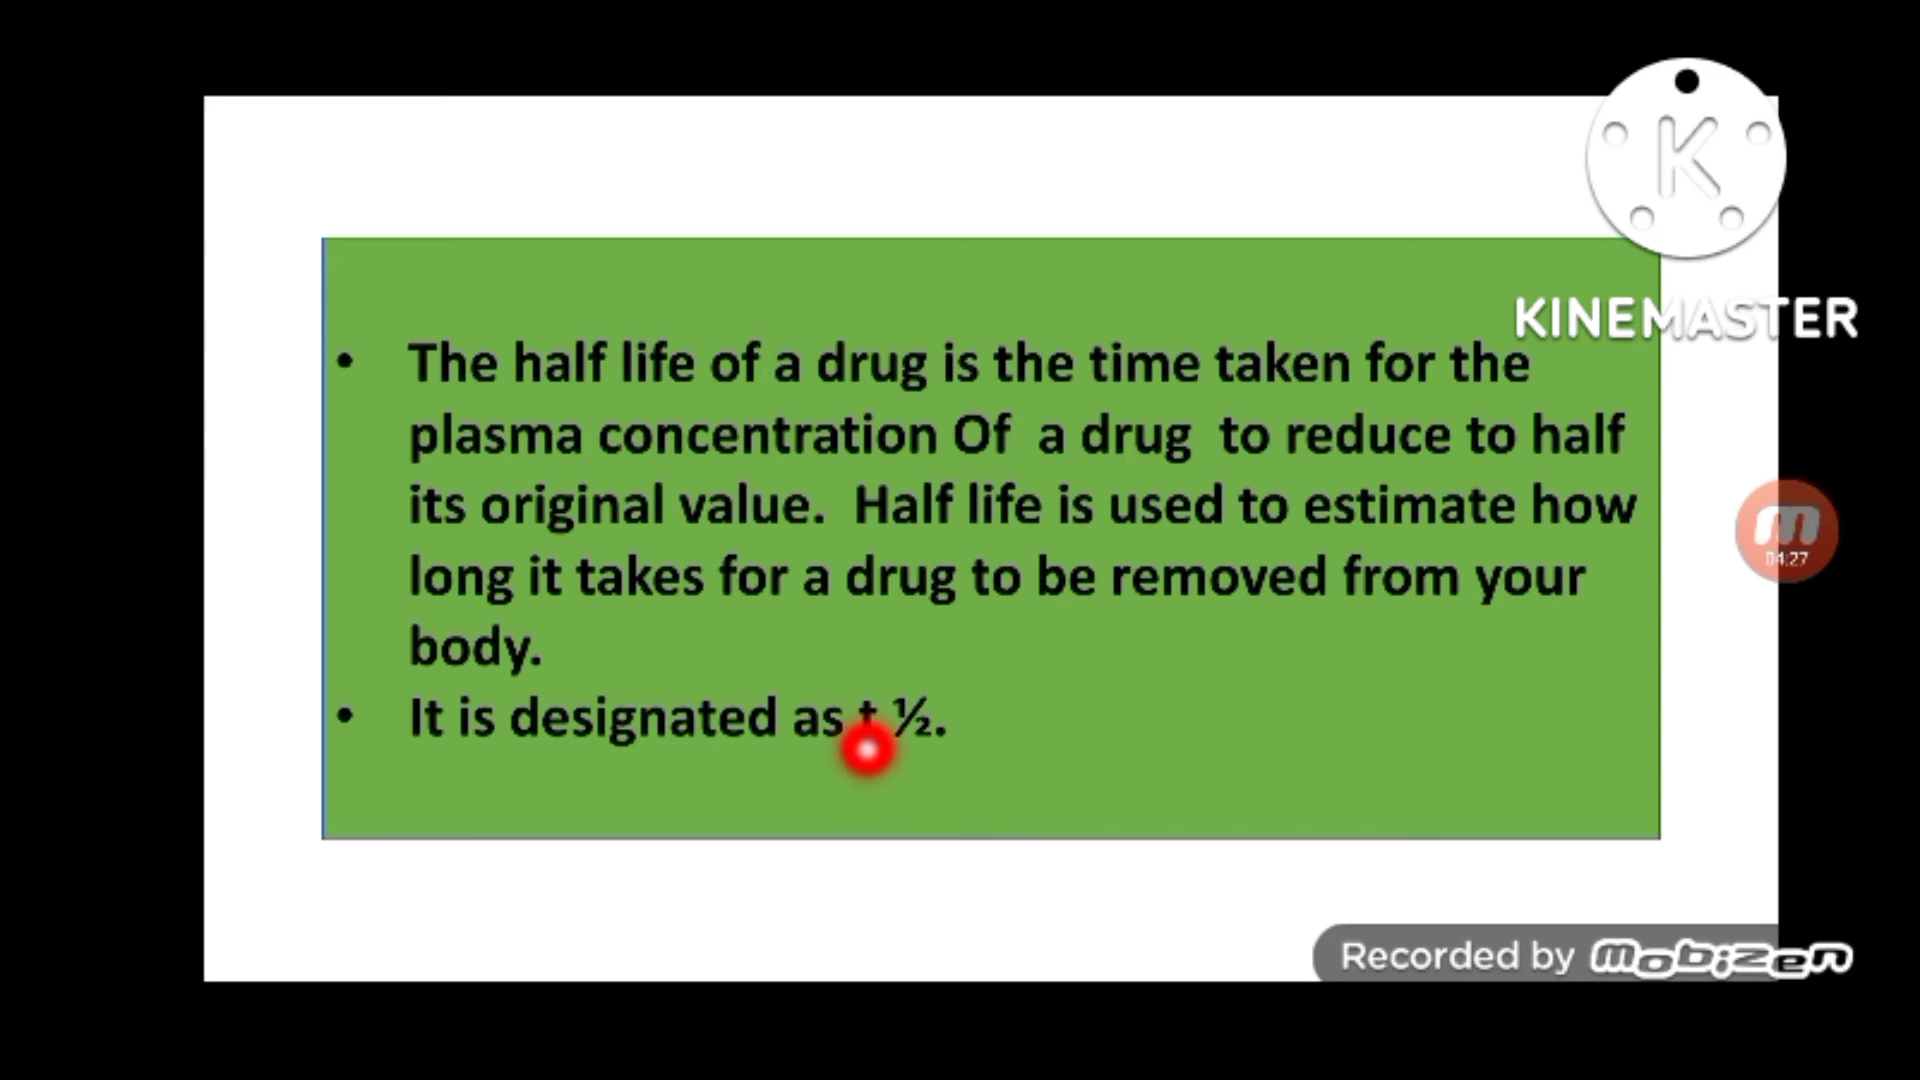 K
KINEMASTER
• The half life of a drug is the time taken for the
plasma concentration Of a drug to reduce to half
its original value. Half life is used to estimate how
long it takes for a drug to be removed from your
body.
• It is designated as t ½.
m
04:27
Recorded by mobizen